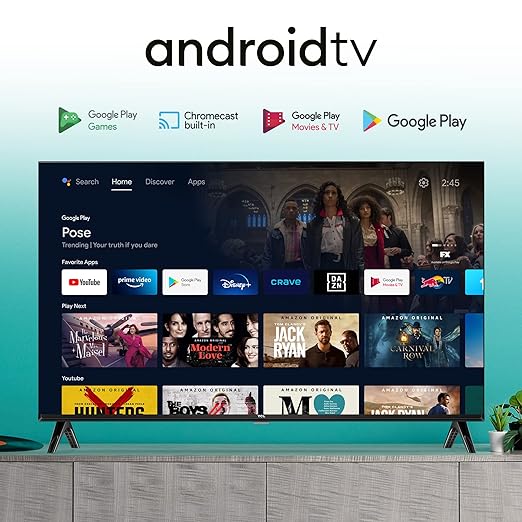 androidtv
Google Play
Games
Chromecast
built-in
Google Play
Movies & TV
Google Play
Search Home Discover Apps
2:45
Google Play
Pose
Trending | Your truth if you dare
FX
Favorite Apps
YouTube
prime video
Google Play
Store
Disney+
crave
DA
ZN
Google Play
Movies & TV
Red Bull
TV
Play Next
AMAZON ORIGINAL
Marvelous
Mrs.
Maisel
AMAZON ORIGINAL
Modern
Love
AMAZON ORIGINAL
TOM CLANCY'S
JACK
RYAN
AMAZON ORIGINAL
CARNIVAL
ROW
Youtube
HUNTERS
AMAZON ORIGINAL
THE
BOYS
AMAZON ORIGINAL
AMAZON ORIGINAL
TOM CLANCY'S
JACK RYAN
TCL